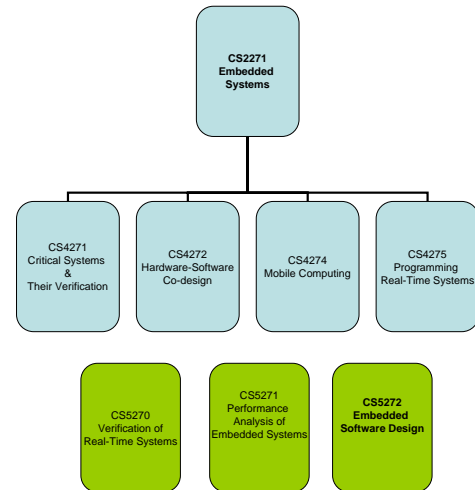 CS2271
Embedded
Systems
CS4271
Critical Systems
&
Their Verification
CS4272
Hardware-Software
Co-design
CS4274
Mobile Computing
CS4275
Programming
Real-Time Systems
CS5270
Verification of
Real-Time Systems
CS5271
Performance
Analysis of
Embedded Systems
CS5272
Embedded
Software Design